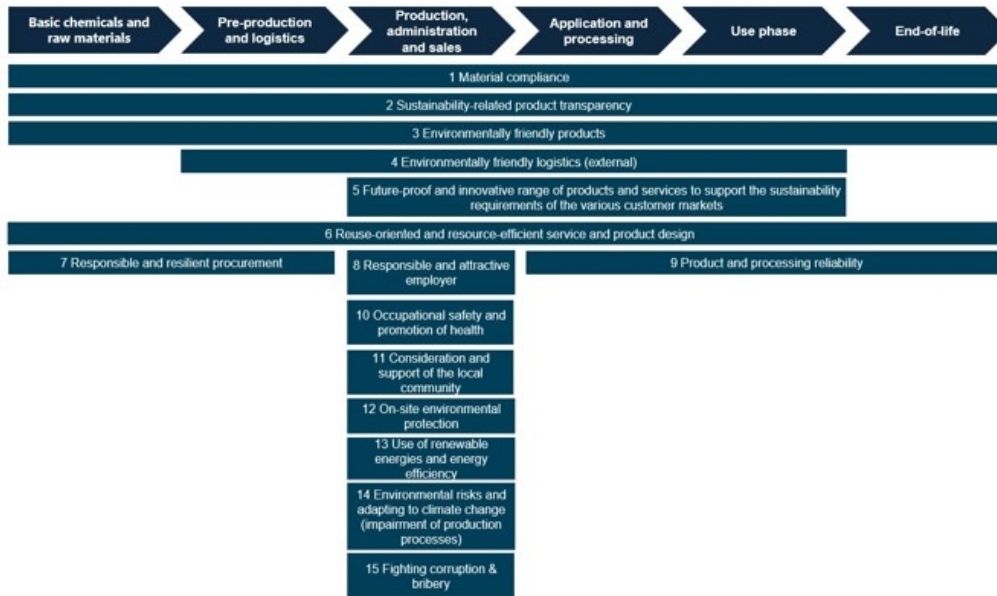 Basic chemicals and
raw materials
Pre-production
and logistics
Production,
administration
and sales
Application and
processing
Use phase
End-of-life
1 Material compliance
2 Sustainability-related product transparency
3 Environmentally friendly products
4 Environmentally friendly logistics (external)
5 Future-proof and innovative range of products and services to support the sustainability
requirements of the various customer markets
6 Reuse-oriented and resource-efficient service and product design
7 Responsible and resilient procurement
8 Responsible and attractive
employer
9 Product and processing reliability
10 Occupational safety and
promotion of health
11 Consideration and
support of the local
community
12 On-site environmental
protection
13 Use of renewable
energies and energy
efficiency
14 Environmental risks and
adapting to climate change
(impairment of production
processes)
15 Fighting corruption &
bribery